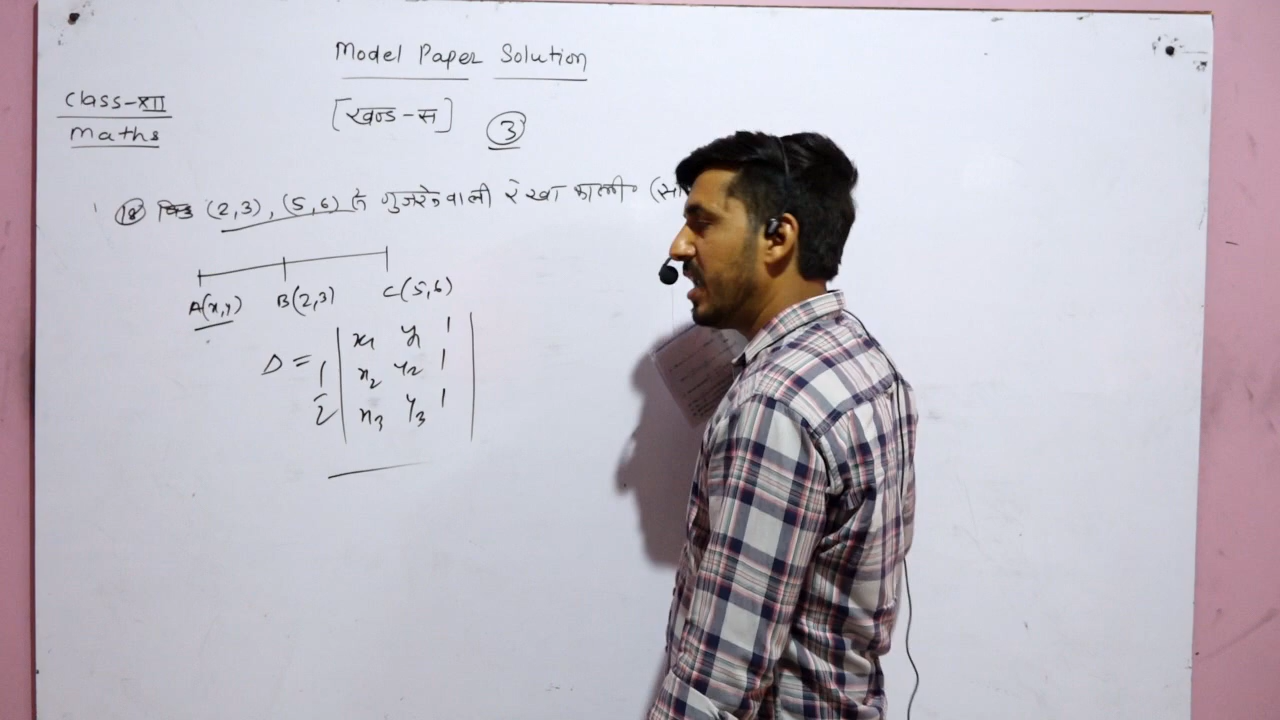 Model Paper Solution
Class-XII
Maths
[खण्ड-स]
3
18 (2,3), (5,6) से गुजरने वाली रेखा का
A(x,y) B(2,3) C(5,6)
Δ = 1/2 | x1 y1 1
x2 y2 1
x3 y3 1 |